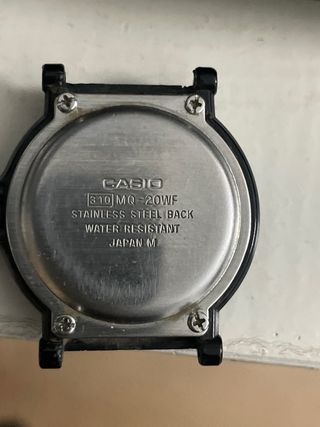 CASIO
310 MQ-20WF
STAINLESS STEEL BACK
WATER RESISTANT
JAPAN M